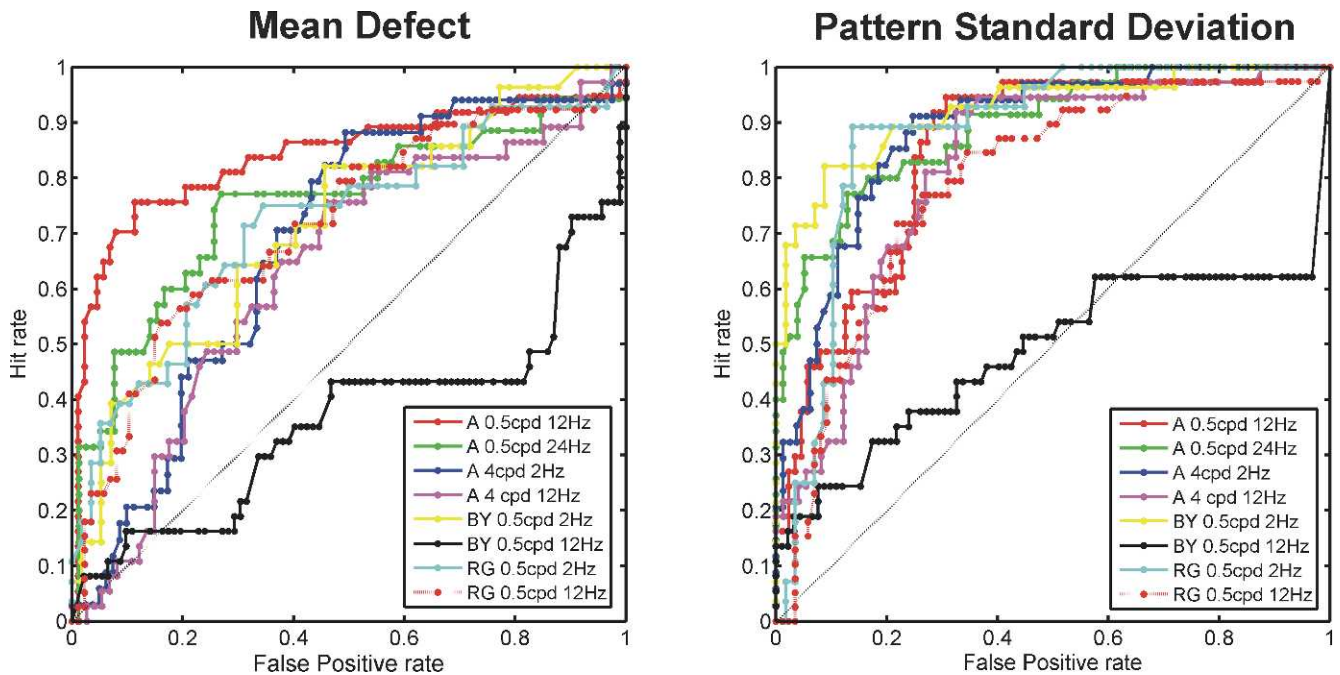 Mean Defect
Pattern Standard Deviation
1
0.9
0.8
0.7
0.6
0.5
0.4
0.3
0.2
0.1
0
Hit rate
0
0.2
0.4
0.6
0.8
1
False Positive rate
A 0.5cpd 12Hz
A 0.5cpd 24Hz
A 4cpd 2Hz
A 4 cpd 12Hz
BY 0.5cpd 2Hz
BY 0.5cpd 12Hz
RG 0.5cpd 2Hz
RG 0.5cpd 12Hz
1
0.9
0.8
0.7
0.6
0.5
0.4
0.3
0.2
0.1
0
Hit rate
0
0.2
0.4
0.6
0.8
1
False Positive rate
A 0.5cpd 12Hz
A 0.5cpd 24Hz
A 4cpd 2Hz
A 4 cpd 12Hz
BY 0.5cpd 2Hz
BY 0.5cpd 12Hz
RG 0.5cpd 2Hz
RG 0.5cpd 12Hz